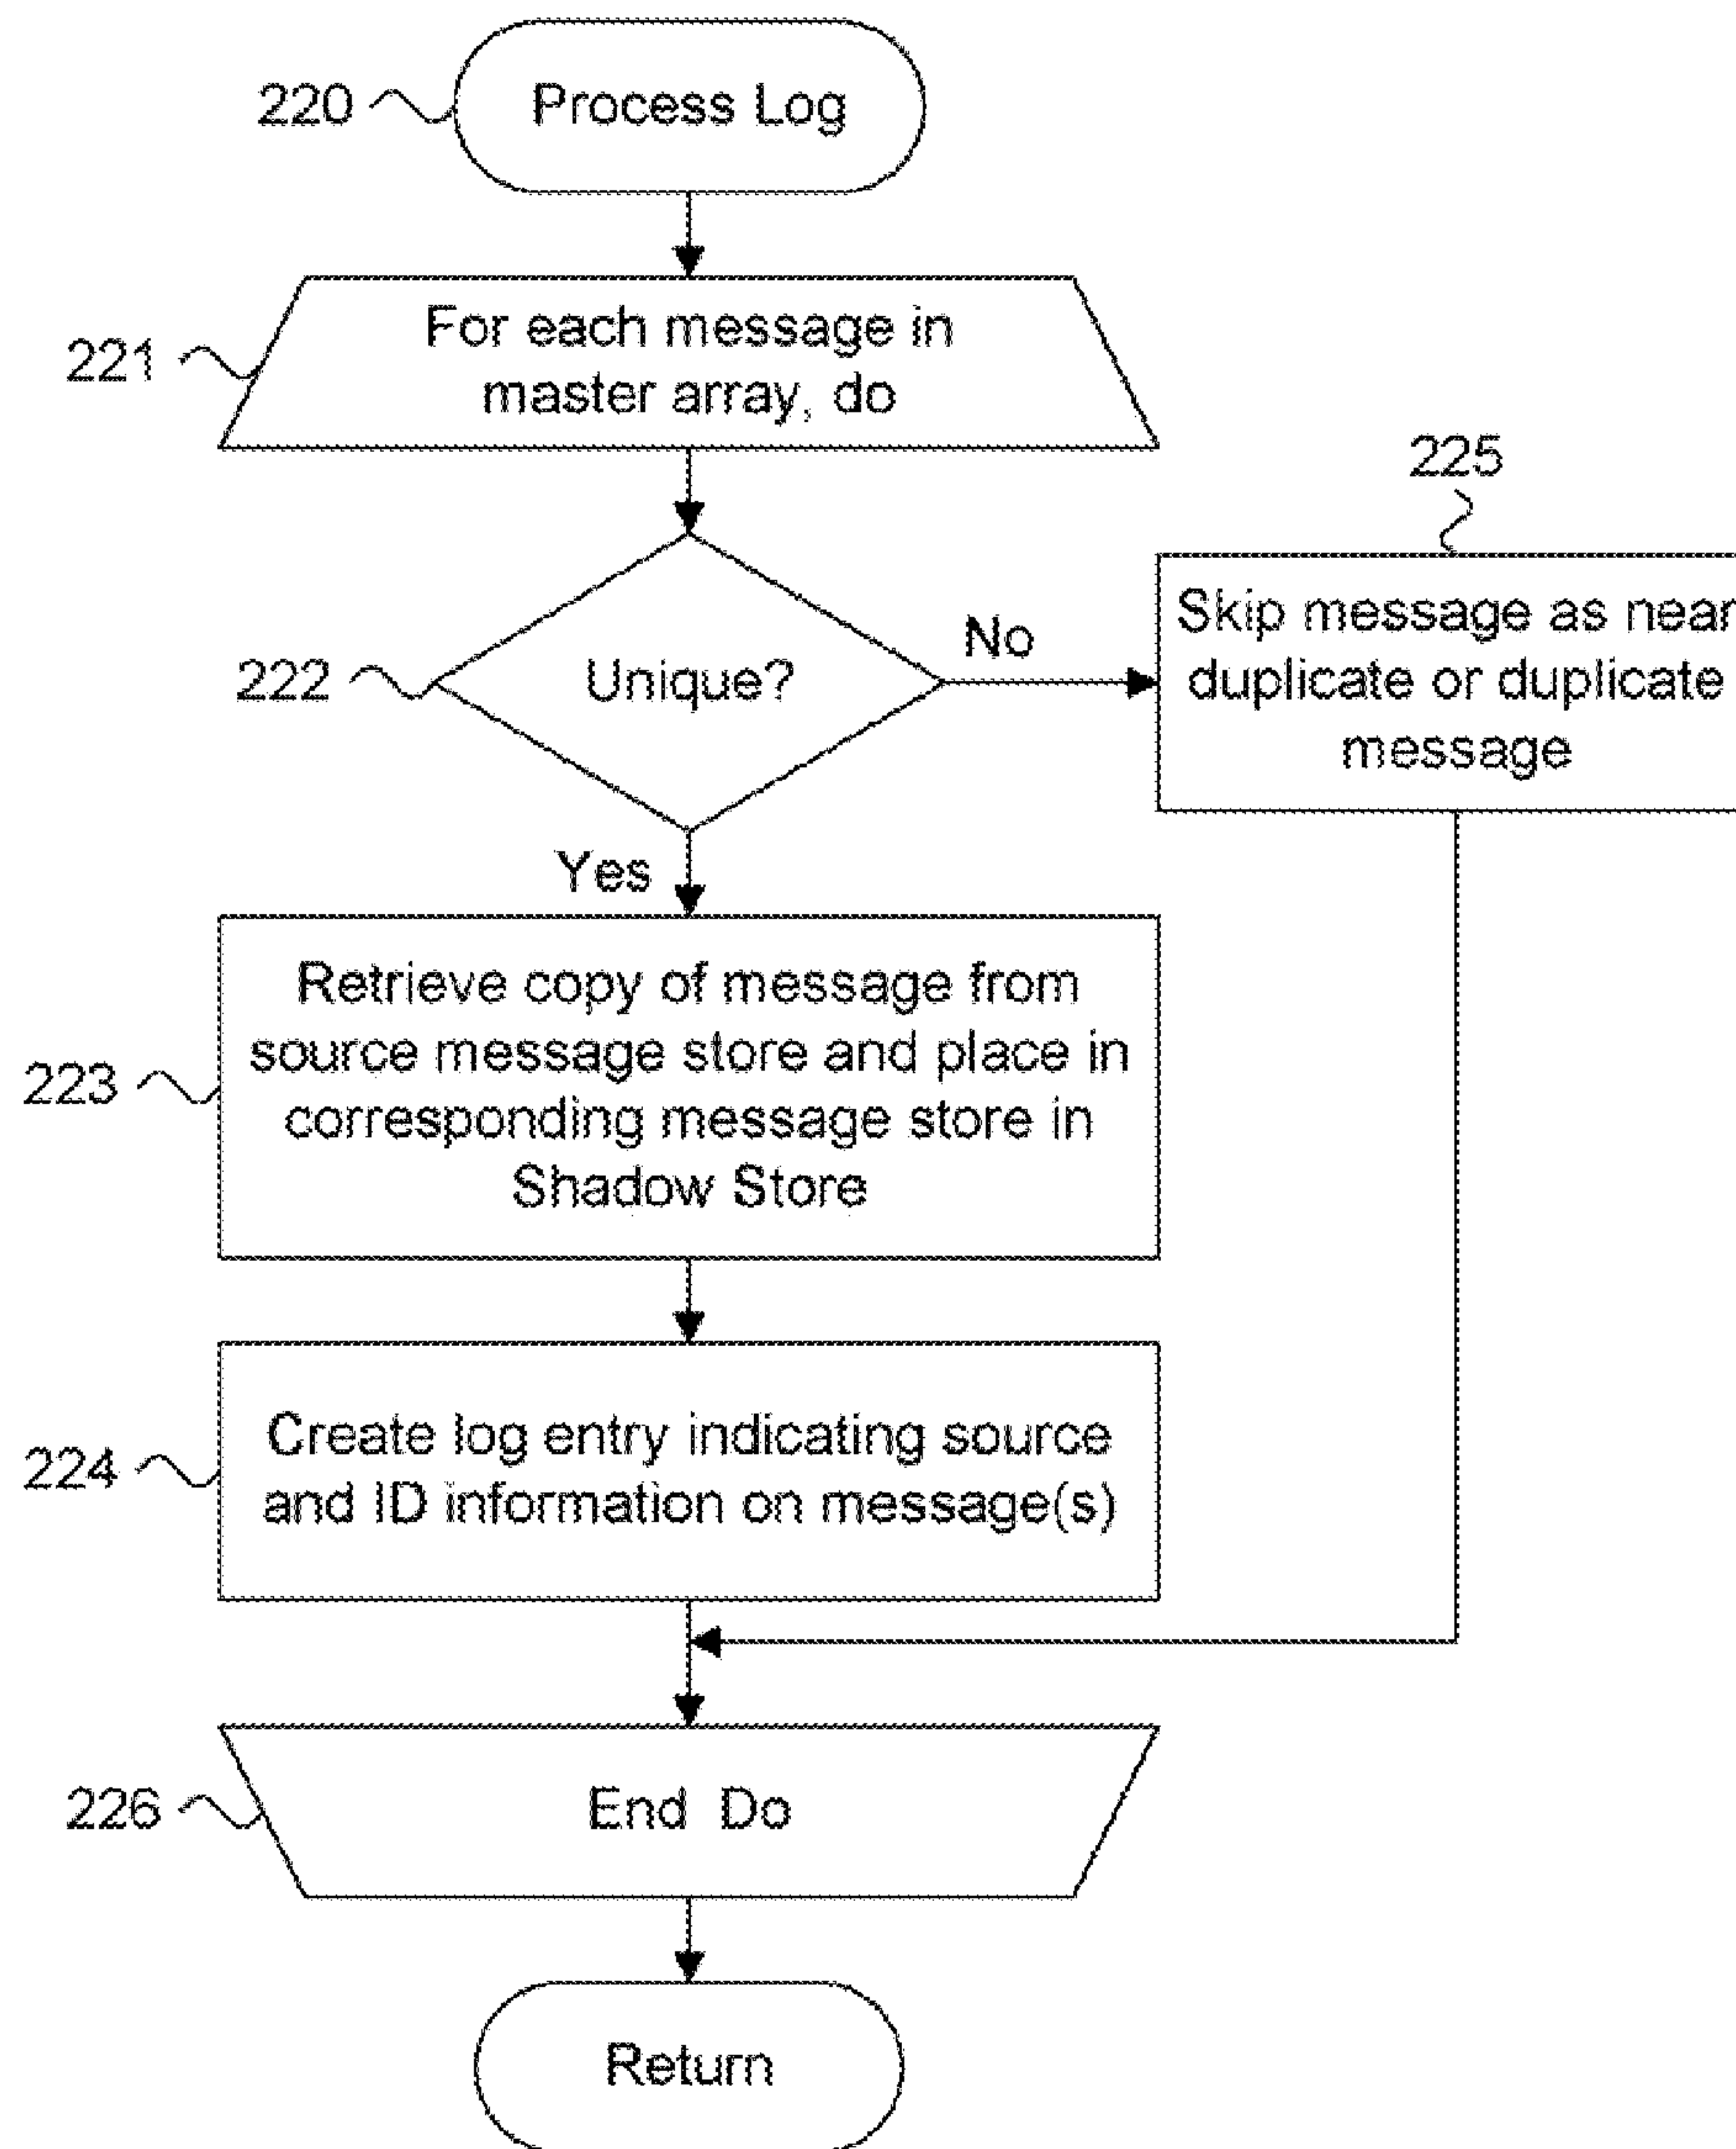 220
Process Log
221
For each message in
master array, do
222
Unique?
No
225
Skip message as near
duplicate or duplicate
message
Yes
223
Retrieve copy of message from
source message store and place in
corresponding message store in
Shadow Store
224
Create log entry indicating source
and ID information on message(s)
226
End Do
Return